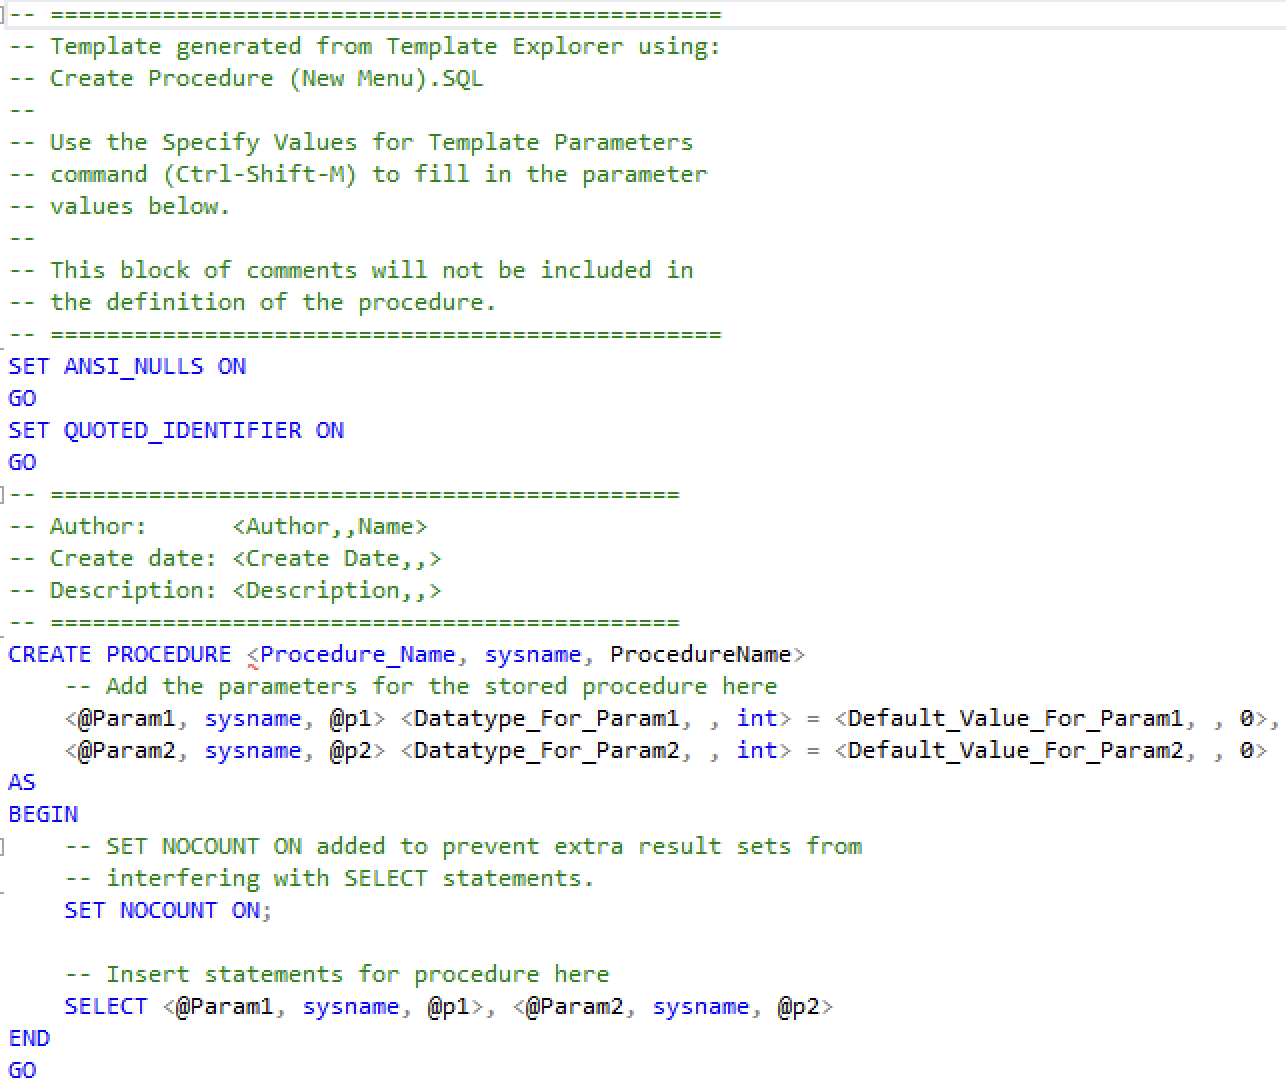 -- ================================================
-- Template generated from Template Explorer using:
-- Create Procedure (New Menu).SQL
--
-- Use the Specify Values for Template Parameters
-- command (Ctrl-Shift-M) to fill in the parameter
-- values below.
--
-- This block of comments will not be included in
-- the definition of the procedure.
-- ================================================
SET ANSI_NULLS ON
GO
SET QUOTED_IDENTIFIER ON
GO
-- =============================================
-- Author:      <Author,,Name>
-- Create date: <Create Date,,>
-- Description: <Description,,>
-- =============================================
CREATE PROCEDURE <Procedure_Name, sysname, ProcedureName>
    -- Add the parameters for the stored procedure here
    <@Param1, sysname, @p1> <Datatype_For_Param1, , int> = <Default_Value_For_Param1, , 0>,
    <@Param2, sysname, @p2> <Datatype_For_Param2, , int> = <Default_Value_For_Param2, , 0>
AS
BEGIN
    -- SET NOCOUNT ON added to prevent extra result sets from
    -- interfering with SELECT statements.
    SET NOCOUNT ON;
    -- Insert statements for procedure here
    SELECT <@Param1, sysname, @p1>, <@Param2, sysname, @p2>
END
GO